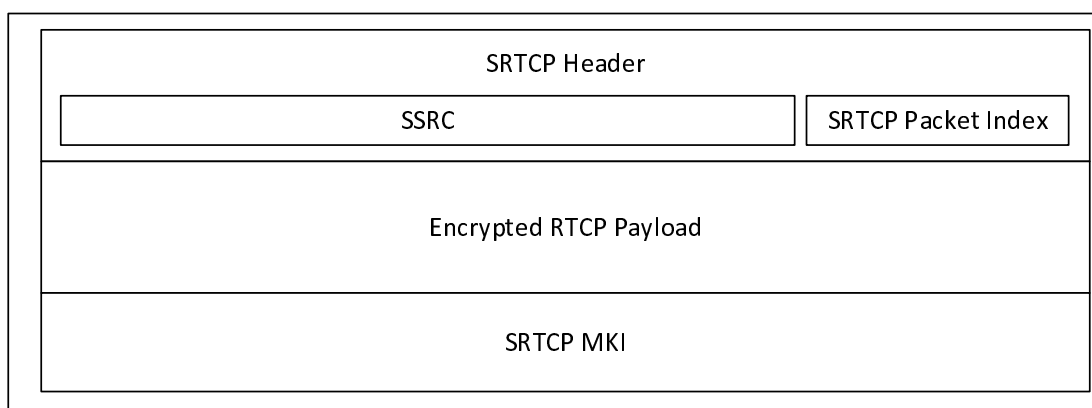 SRTCP Header
SSRC
SRTCP Packet Index
Encrypted RTCP Payload
SRTCP MKI